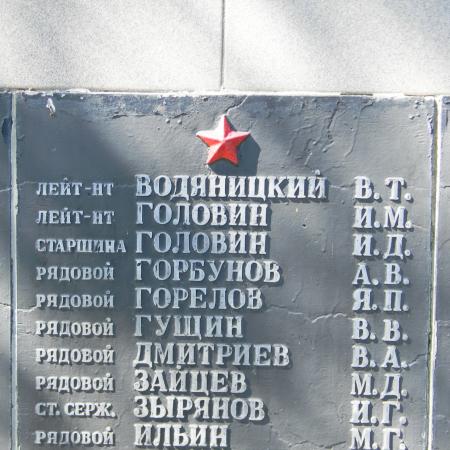 ЛЕЙТ-НТ ВОДЯНИЦКИЙ В.Т.
ЛЕЙТ-НТ ГОЛОВИН И.М.
СТАРШИНА ГОЛОВИН И.Д.
РЯДОВОЙ ГОРБУНОВ А.В.
РЯДОВОЙ ГОРЕЛОВ Я.П.
РЯДОВОЙ ГУЩИН В.В.
РЯДОВОЙ ДМИТРИЕВ В.А.
РЯДОВОЙ ЗАЙЦЕВ М.Д.
СТ. СЕРЖ. ЗЫРЯНОВ И.Г.
РЯДОВОЙ ИЛЬИН М.Г.